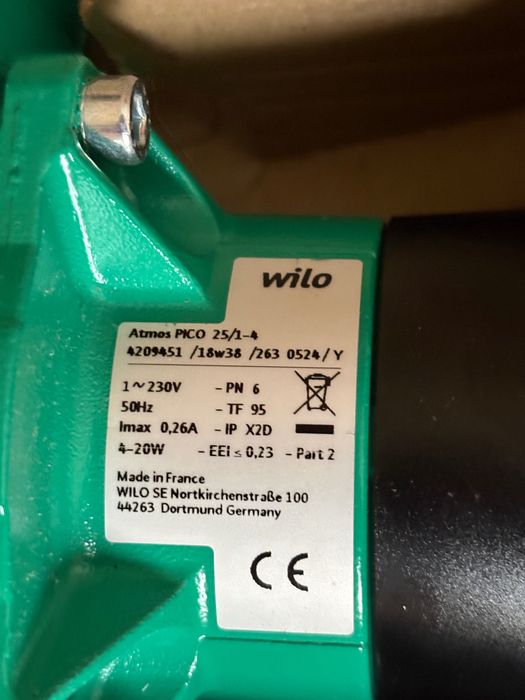 wilo
Atmos PICO 25/1-4
4209451 /18w38 /263 0524/Y
1~230V - PN 6
50Hz - TF 95
Imax 0,26A - IP X2D
4-20W - EEi ≤ 0,23 - Part 2
Made in France
WILO SE Nortkirchenstraße 100
44263 Dortmund Germany
CE